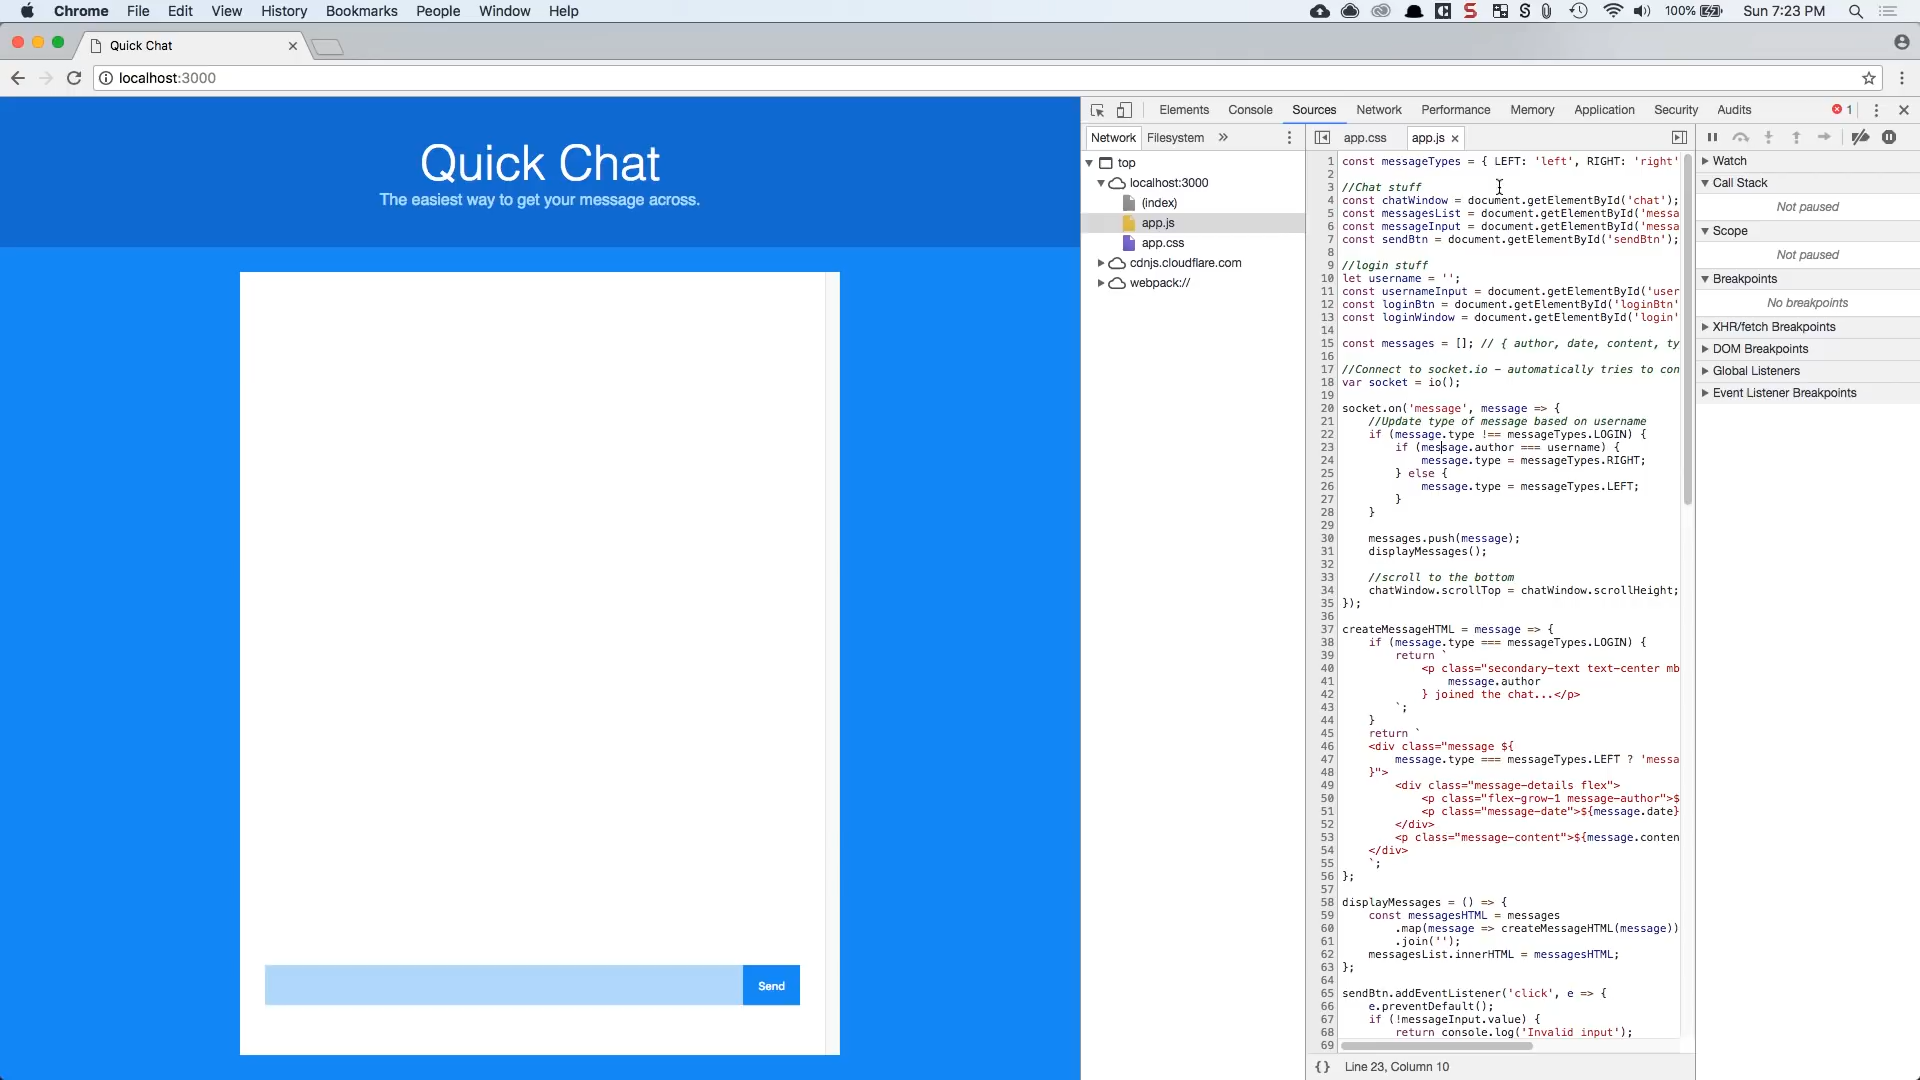 Chrome File Edit View History Bookmarks People Window Help
100% Sun 7:23 PM
Quick Chat
localhost:3000
Quick Chat
The easiest way to get your message across.
Send
Elements Console Sources Network Performance Memory Application Security Audits 1
Network Filesystem »
top
localhost:3000
(index)
app.js
app.css
cdnjs.cloudflare.com
webpack://
app.css app.js
1 const messageTypes = { LEFT: 'left', RIGHT: 'right'
2
3 //Chat stuff
4 const chatWindow = document.getElementById('chat');
5 const messagesList = document.getElementById('messa
6 const messageInput = document.getElementById('messa
7 const sendBtn = document.getElementById('sendBtn');
8
9 //login stuff
10 let username = '';
11 const usernameInput = document.getElementById('user
12 const loginBtn = document.getElementById('loginBtn'
13 const loginWindow = document.getElementById('login'
14
15 const messages = []; // { author, date, content, ty
16
17 //Connect to socket.io - automatically tries to con
18 var socket = io();
19
20 socket.on('message', message => {
21 //Update type of message based on username
22 if (message.type !== messageTypes.LOGIN) {
23 if (message.author === username) {
24 message.type = messageTypes.RIGHT;
25 } else {
26 message.type = messageTypes.LEFT;
27 }
28 }
29
30 messages.push(message);
31 displayMessages();
32
33 //scroll to the bottom
34 chatWindow.scrollTop = chatWindow.scrollHeight;
35 });
36
37 createMessageHTML = message => {
38 if (message.type === messageTypes.LOGIN) {
39 return `
40 <p class="secondary-text text-center mb
41 message.author
42 } joined the chat...</p>
43 `;
44 }
45 return `
46 <div class="message ${
47 message.type === messageTypes.LEFT ? 'messa
48 }">
49 <div class="message-details flex">
50 <p class="flex-grow-1 message-author">$
51 <p class="message-date">${message.date}
52 </div>
53 <p class="message-content">${message.conten
54 </div>
55 `;
56 };
57
58 displayMessages = () => {
59 const messagesHTML = messages
60 .map(message => createMessageHTML(message))
61 .join('');
62 messagesList.innerHTML = messagesHTML;
63 };
64
65 sendBtn.addEventListener('click', e => {
66 e.preventDefault();
67 if (!messageInput.value) {
68 return console.log('Invalid input');
69
{} Line 23, Column 10
Watch
Call Stack
Not paused
Scope
Not paused
Breakpoints
No breakpoints
XHR/fetch Breakpoints
DOM Breakpoints
Global Listeners
Event Listener Breakpoints